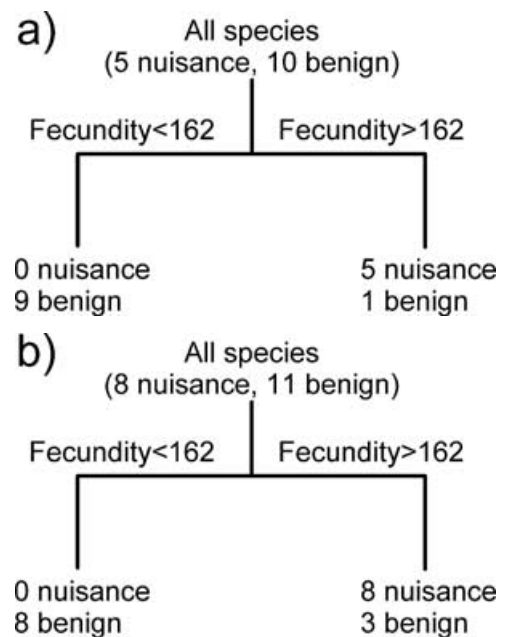 a)
All species
(5 nuisance, 10 benign)
Fecundity<162 Fecundity>162
0 nuisance 5 nuisance
9 benign 1 benign
b)
All species
(8 nuisance, 11 benign)
Fecundity<162 Fecundity>162
0 nuisance 8 nuisance
8 benign 3 benign